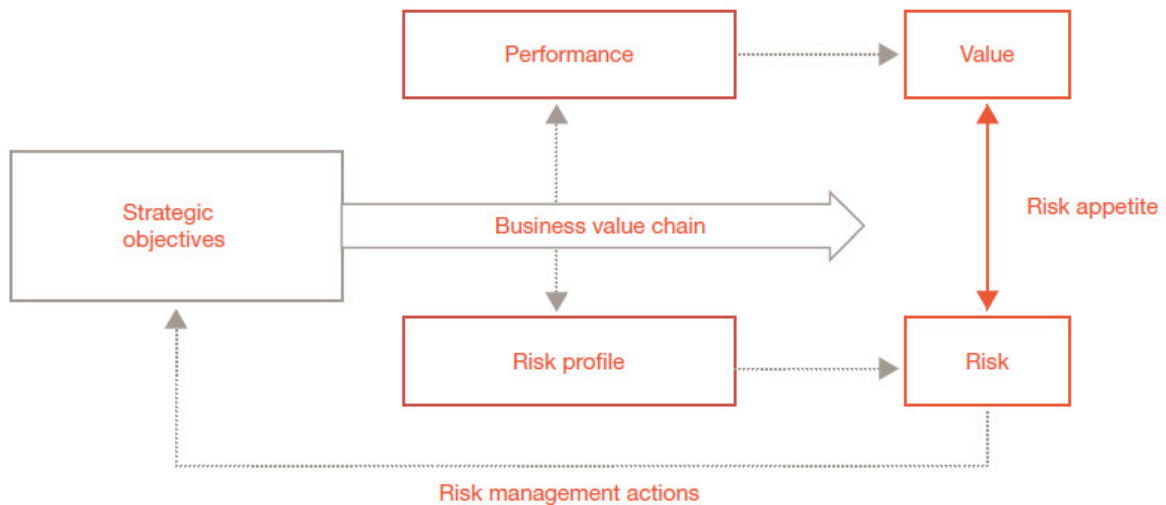 Performance
Value
Strategic
objectives
Business value chain
Risk appetite
Risk profile
Risk
Risk management actions